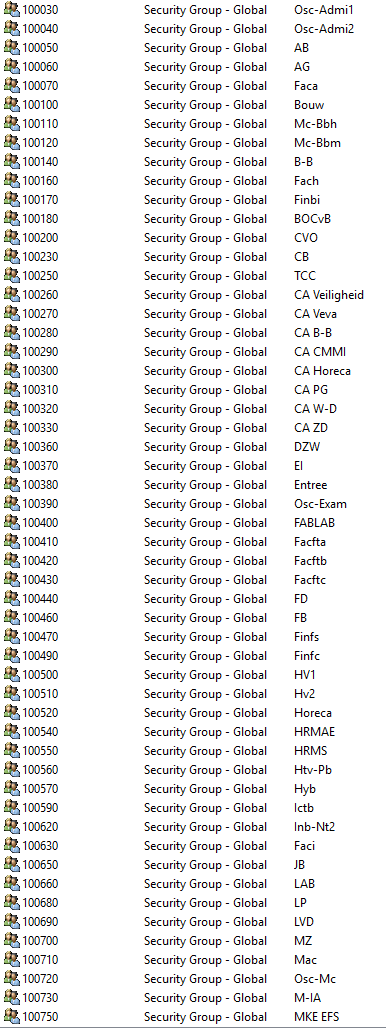 100030 Security Group - Global Osc-Admi1
100040 Security Group - Global Osc-Admi2
100050 Security Group - Global AB
100060 Security Group - Global AG
100070 Security Group - Global Faca
100100 Security Group - Global Bouw
100110 Security Group - Global Mc-Bbh
100120 Security Group - Global Mc-Bbm
100140 Security Group - Global B-B
100160 Security Group - Global Fach
100170 Security Group - Global Finbi
100180 Security Group - Global BOCvB
100200 Security Group - Global CVO
100230 Security Group - Global CB
100250 Security Group - Global TCC
100260 Security Group - Global CA Veiligheid
100270 Security Group - Global CA Veva
100280 Security Group - Global CA B-B
100290 Security Group - Global CA CMMI
100300 Security Group - Global CA Horeca
100310 Security Group - Global CA PG
100320 Security Group - Global CA W-D
100330 Security Group - Global CA ZD
100360 Security Group - Global DZW
100370 Security Group - Global EI
100380 Security Group - Global Entree
100390 Security Group - Global Osc-Exam
100400 Security Group - Global FABLAB
100410 Security Group - Global Facfta
100420 Security Group - Global Facftb
100430 Security Group - Global Facftc
100440 Security Group - Global FD
100460 Security Group - Global FB
100470 Security Group - Global Finfs
100490 Security Group - Global Finfc
100500 Security Group - Global HV1
100510 Security Group - Global Hv2
100520 Security Group - Global Horeca
100540 Security Group - Global HRMAE
100550 Security Group - Global HRMS
100560 Security Group - Global Htv-Pb
100570 Security Group - Global Hyb
100590 Security Group - Global Ictb
100620 Security Group - Global Inb-Nt2
100630 Security Group - Global Faci
100650 Security Group - Global JB
100660 Security Group - Global LAB
100680 Security Group - Global LP
100690 Security Group - Global LVD
100700 Security Group - Global MZ
100710 Security Group - Global Mac
100720 Security Group - Global Osc-Mc
100730 Security Group - Global M-IA
100750 Security Group - Global MKE EFS